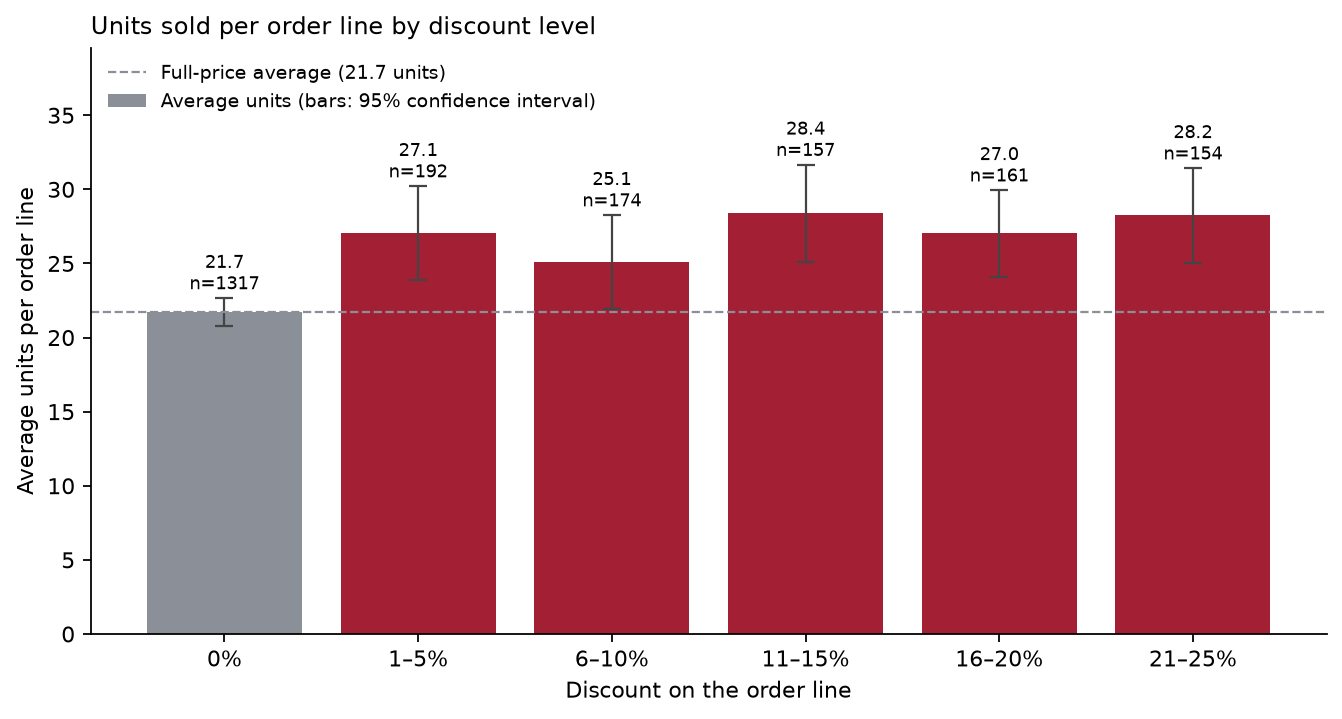 Units sold per order line by discount level
Full-price average (21.7 units)
Average units (bars: 95% confidence interval)
Average units per order line
35
30
25
20
15
10
5
0
21.7
n=1317
27.1
n=192
25.1
n=174
28.4
n=157
27.0
n=161
28.2
n=154
0%
1–5%
6–10%
11–15%
16–20%
21–25%
Discount on the order line